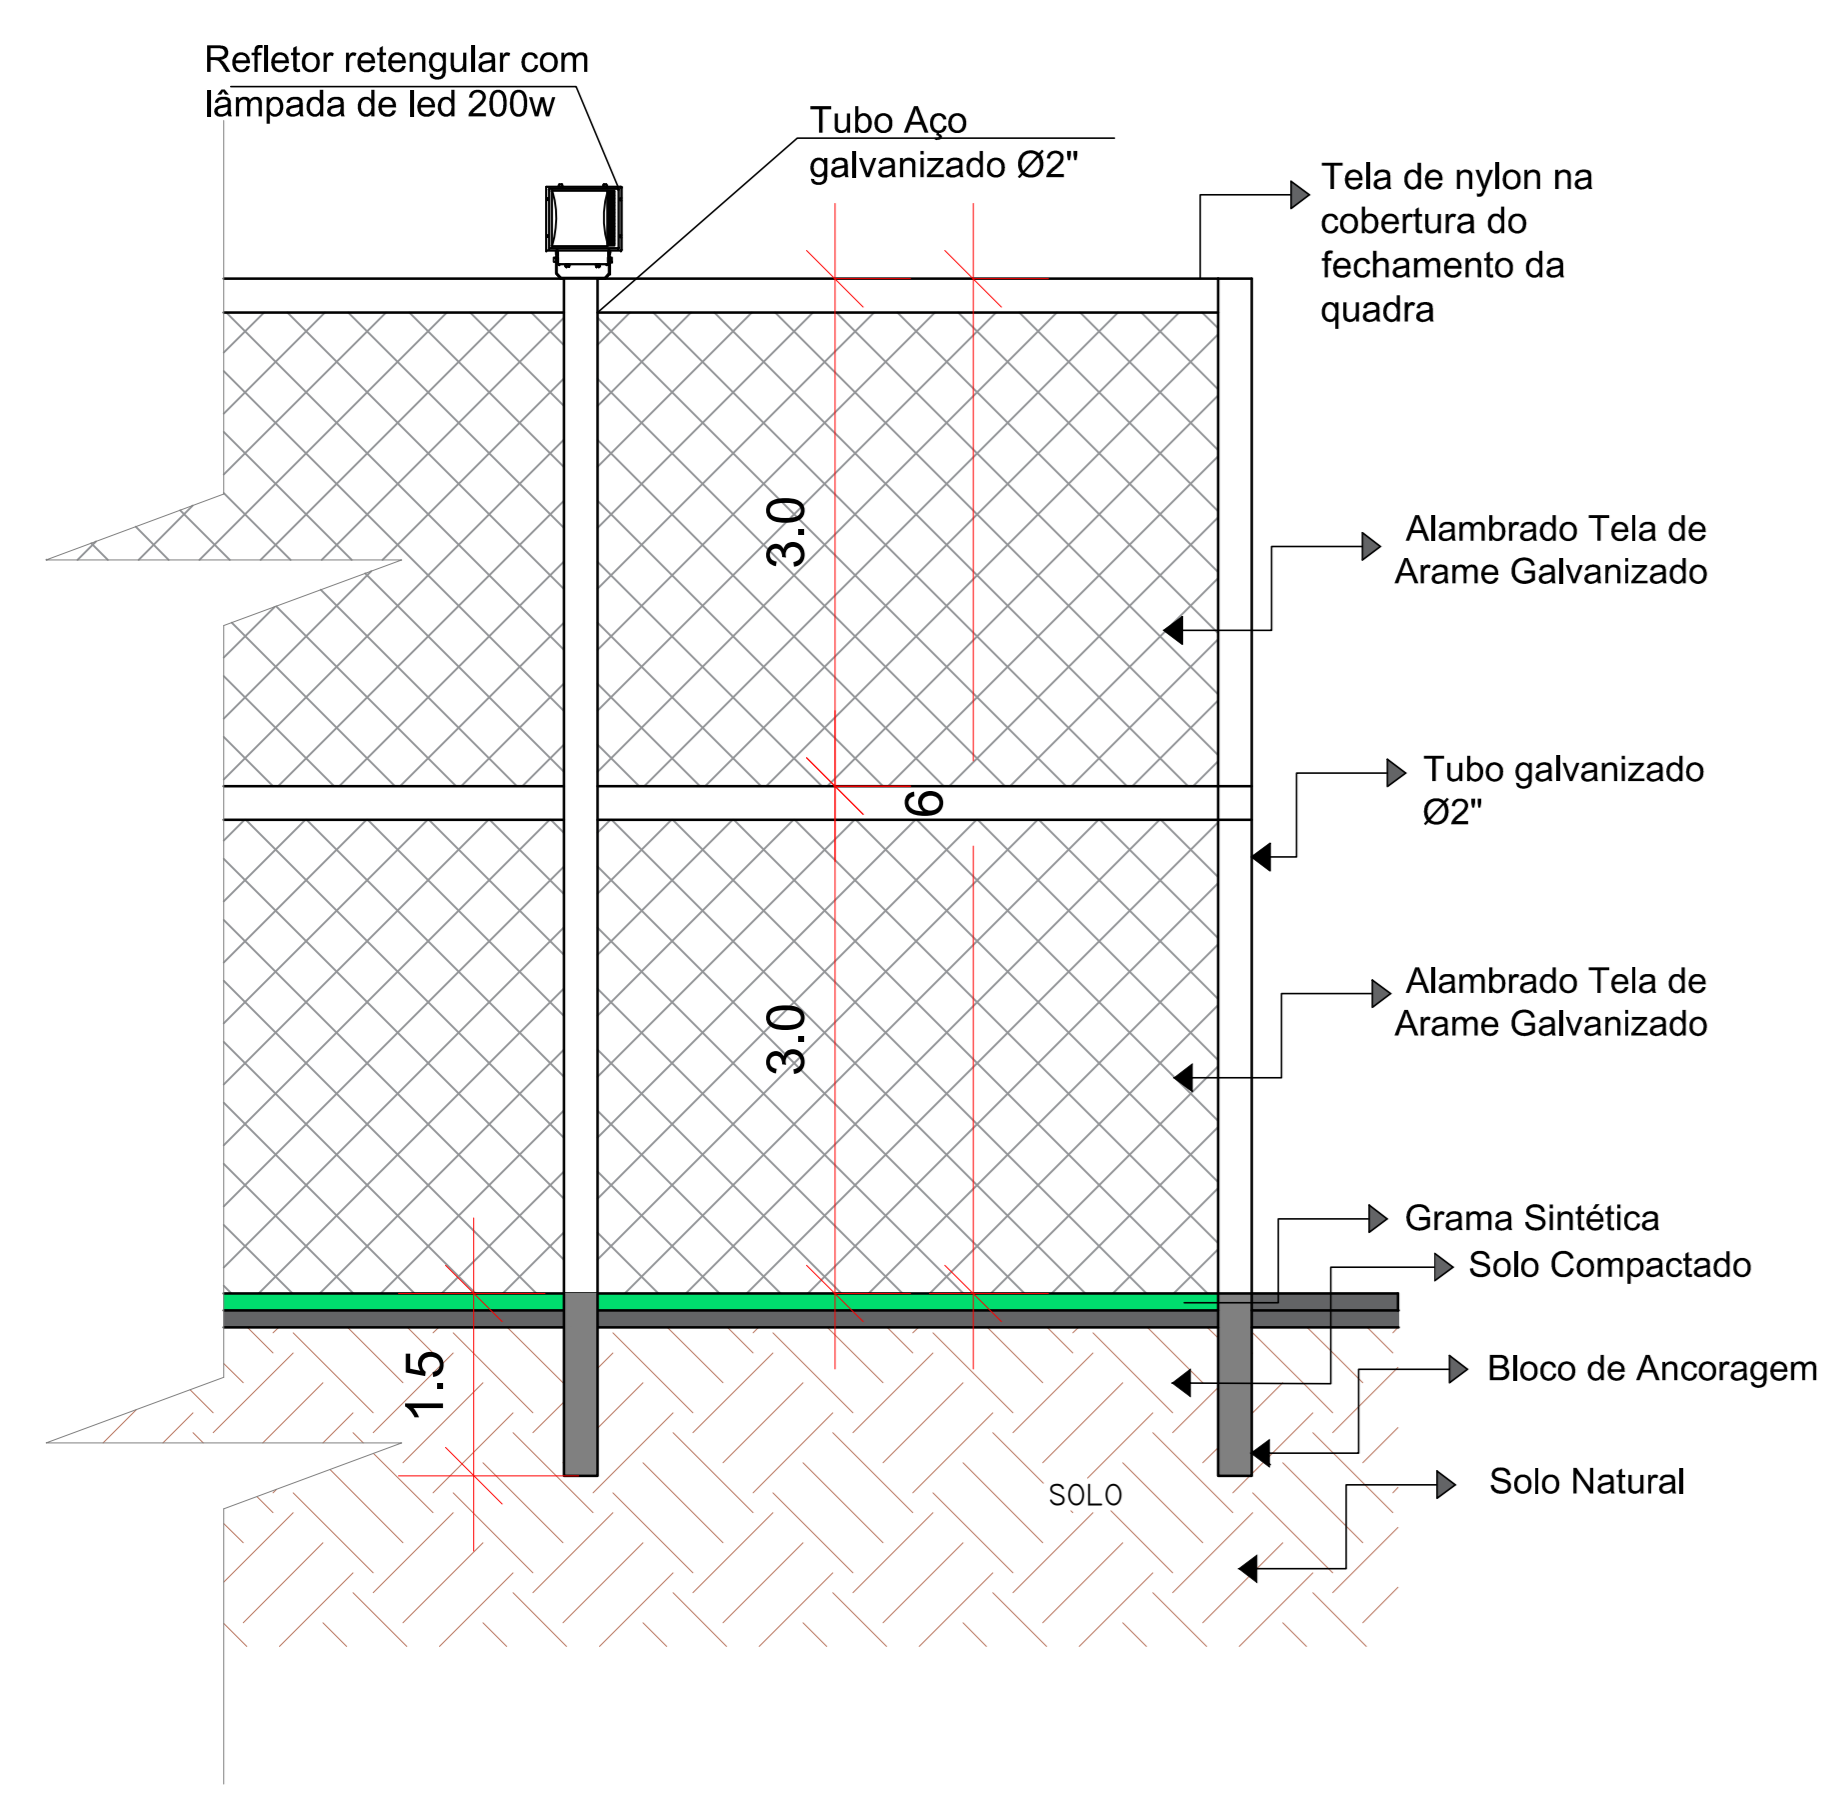 Refletor retengular com
lâmpada de led 200w
Tubo Aço
galvanizado Ø2"
Tela de nylon na
cobertura do
fechamento da
quadra
3.0
Alambrado Tela de
Arame Galvanizado
Tubo galvanizado
Ø2"
6
3.0
Alambrado Tela de
Arame Galvanizado
Grama Sintética
Solo Compactado
1.5
Bloco de Ancoragem
Solo Natural
SOLO